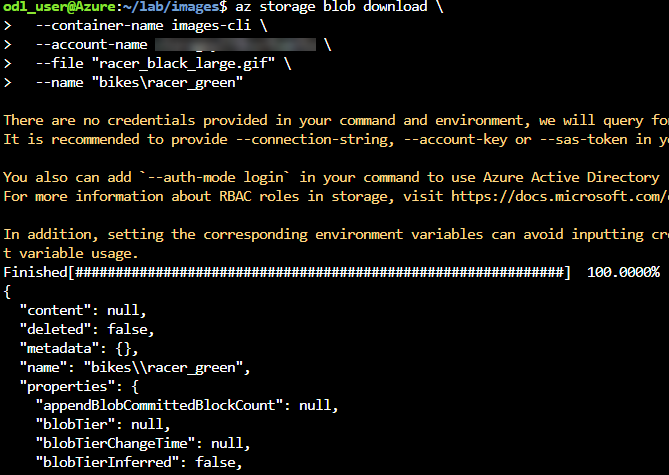 odl_user@Azure:~/lab/images$ az storage blob download \
>   --container-name images-cli \
>   --account-name \
>   --file "racer_black_large.gif" \
>   --name "bikes\racer_green"
There are no credentials provided in your command and environment, we will query fo
It is recommended to provide --connection-string, --account-key or --sas-token in y
You also can add `--auth-mode login` in your command to use Azure Active Directory
For more information about RBAC roles in storage, visit https://docs.microsoft.com/
In addition, setting the corresponding environment variables can avoid inputting cre
t variable usage.
Finished[#############################################################]  100.0000%
{
  "content": null,
  "deleted": false,
  "metadata": {},
  "name": "bikes\\racer_green",
  "properties": {
    "appendBlobCommittedBlockCount": null,
    "blobTier": null,
    "blobTierChangeTime": null,
    "blobTierInferred": false,